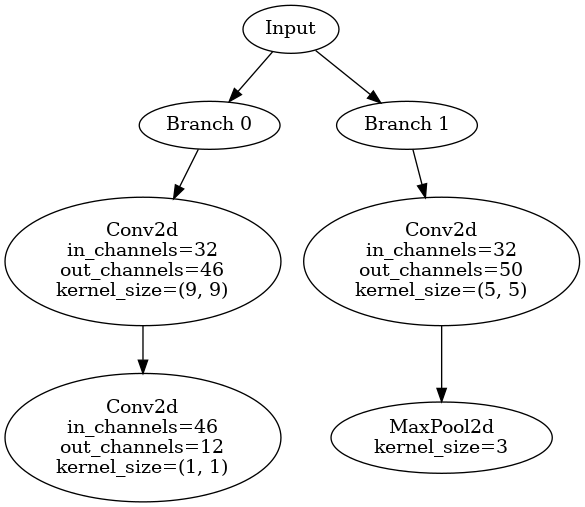 Input
Branch 0
Branch 1
Conv2d
in_channels=32
out_channels=46
kernel_size=(9, 9)
Conv2d
in_channels=32
out_channels=50
kernel_size=(5, 5)
Conv2d
in_channels=46
out_channels=12
kernel_size=(1, 1)
MaxPool2d
kernel_size=3